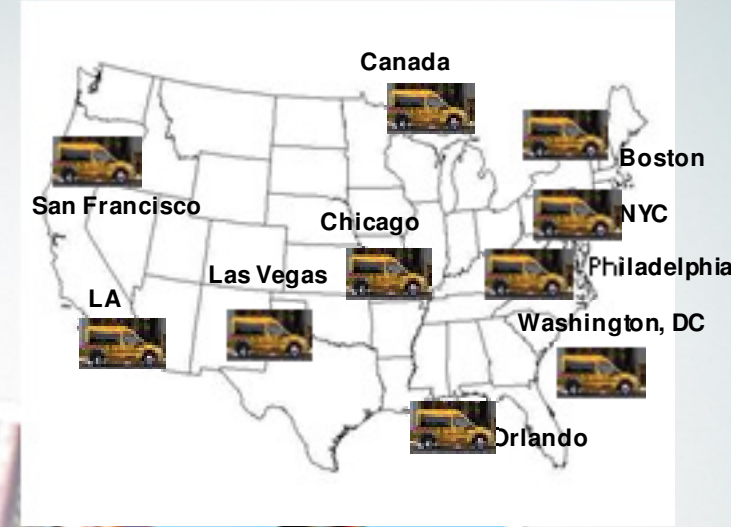 Canada
Boston
San Francisco
NYC
Chicago
Philadelphia
Las Vegas
LA
Washington, DC
Orlando